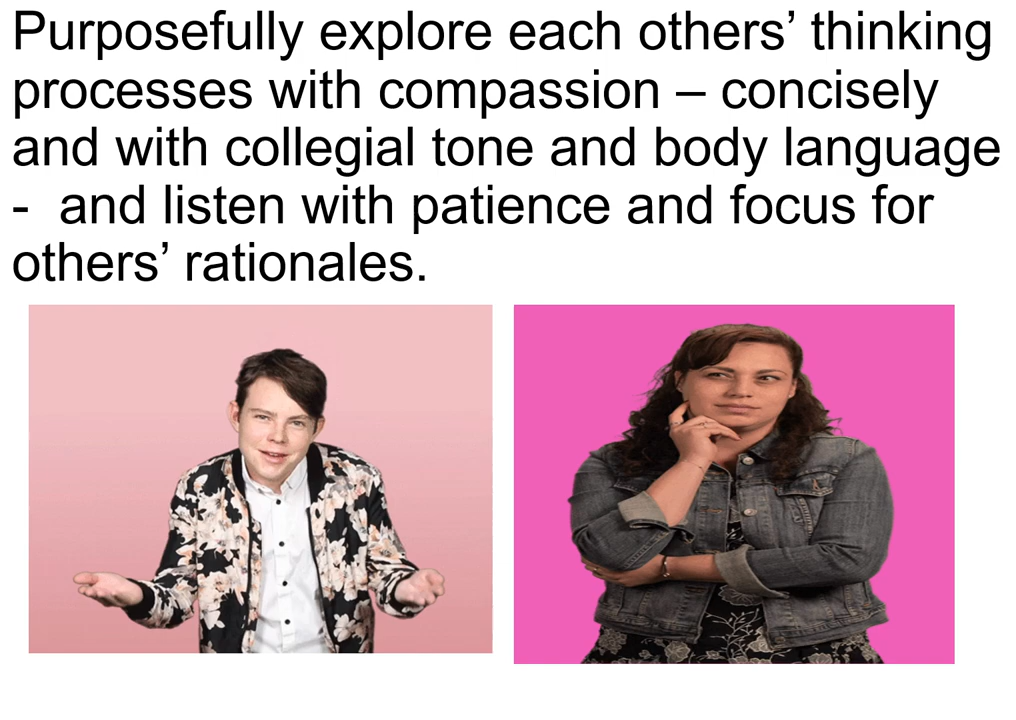 Purposefully explore each others’ thinking
processes with compassion – concisely
and with collegial tone and body language
-  and listen with patience and focus for
others’ rationales.